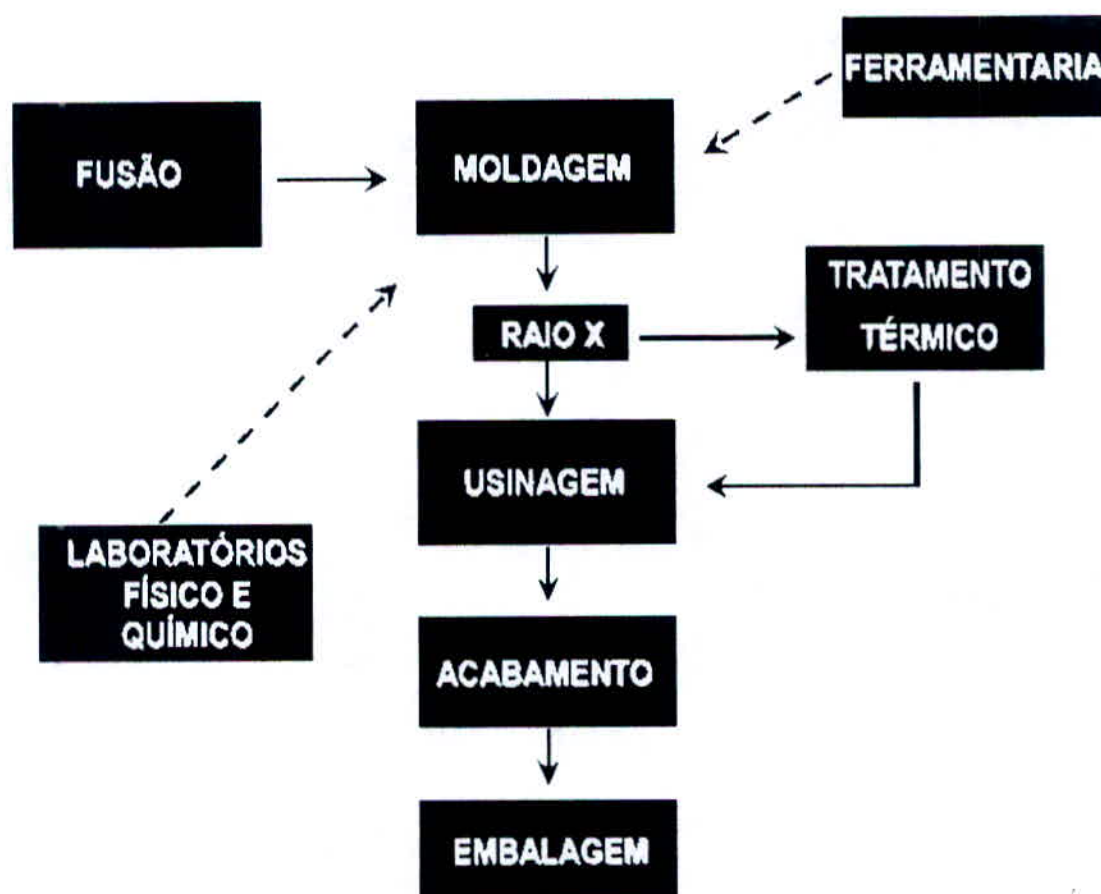 FERRAMENTARIA
FUSÃO
MOLDAGEM
RAIO X
TRATAMENTO
TÉRMICO
USINAGEM
LABORATÓRIOS
FÍSICO E
QUÍMICO
ACABAMENTO
EMBALAGEM